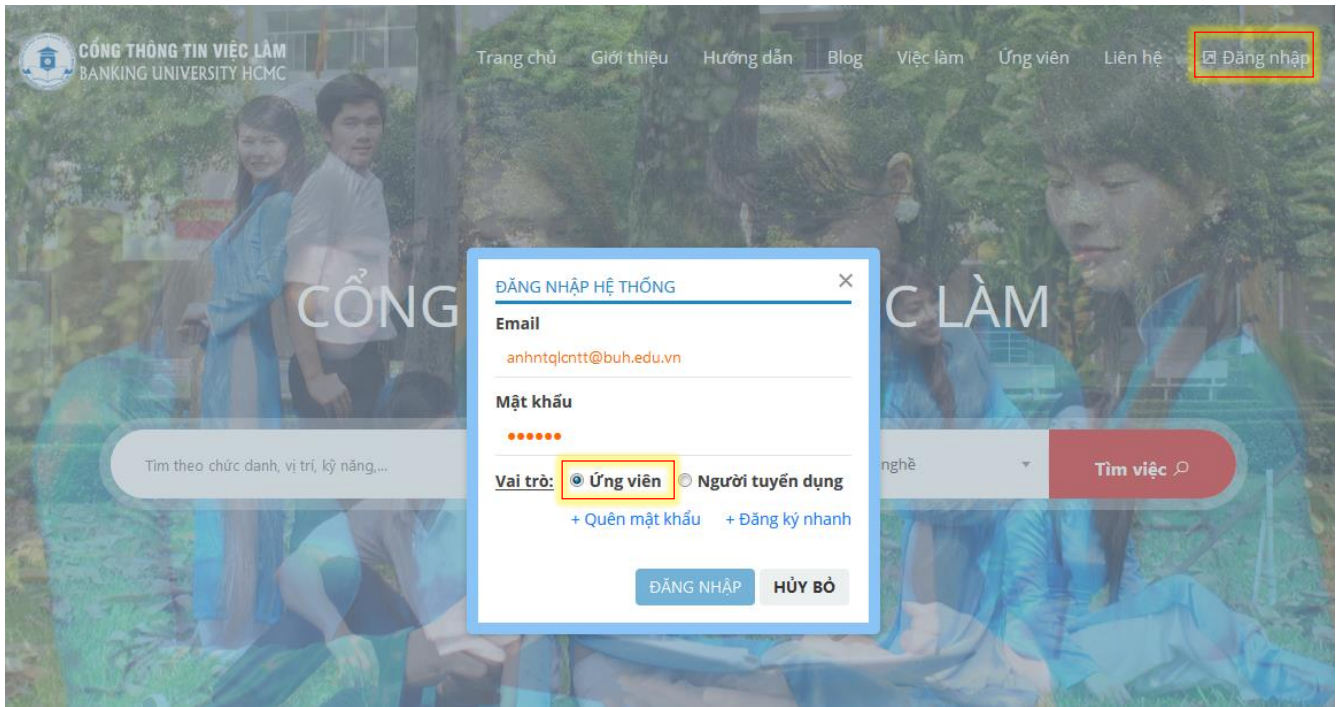 CỔNG THÔNG TIN VIỆC LÀM
BANKING UNIVERSITY HCMC
Trang chủ Giới thiệu Hướng dẫn Blog Việc làm Ứng viên Liên hệ Đăng nhập
CỔNG C LÀM
ĐĂNG NHẬP HỆ THỐNG
Email
anhntqlcntt@buh.edu.vn
Mật khẩu
Tìm theo chức danh, vị trí, kỹ năng,... nghề Tìm việc
Vai trò: Ứng viên Người tuyển dụng
+ Quên mật khẩu + Đăng ký nhanh
ĐĂNG NHẬP HỦY BỎ